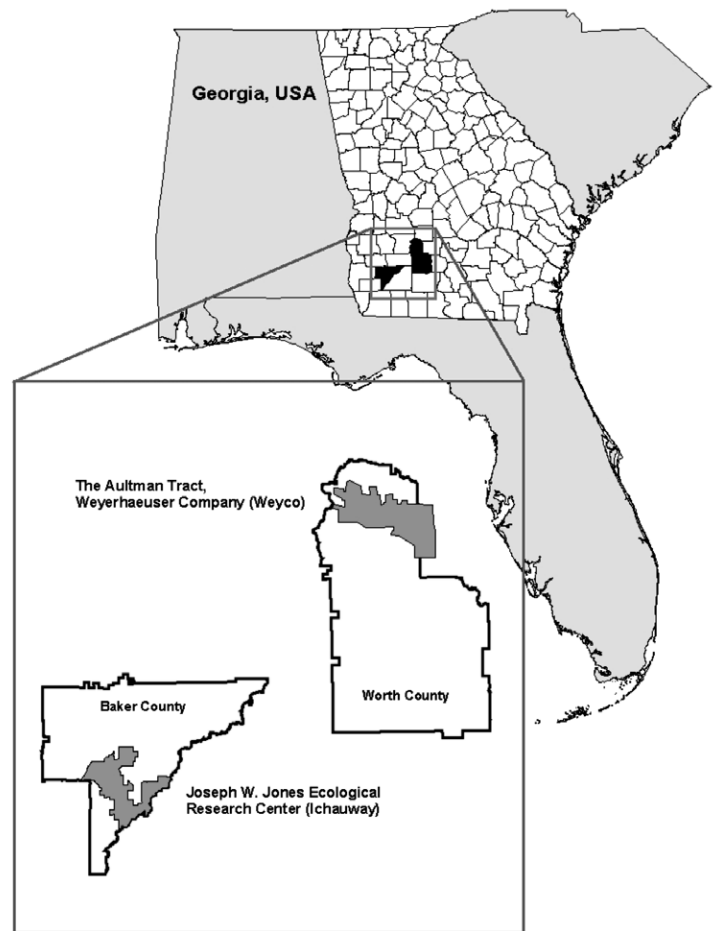 Georgia, USA
The Aultman Tract,
Weyerhaeuser Company (Weyco)
Worth County
Baker County
Joseph W. Jones Ecological
Research Center (Ichauway)